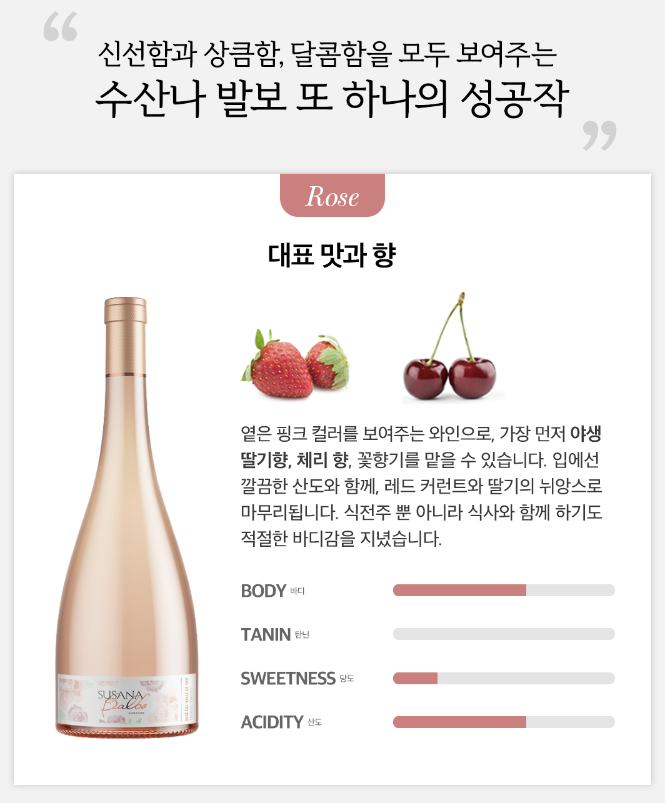 “
신선함과 상큼함, 달콤함을 모두 보여주는
수산나 발보 또 하나의 성공작
”
Rose
대표 맛과 향
옅은 핑크 컬러를 보여주는 와인으로, 가장 먼저 야생
딸기향, 체리 향, 꽃향기를 맡을 수 있습니다. 입에선
깔끔한 산도와 함께, 레드 커런트와 딸기의 뉘앙스로
마무리됩니다. 식전주 뿐 아니라 식사와 함께 하기도
적절한 바디감을 지녔습니다.
BODY 바디
TANIN 탄닌
SWEETNESS 당도
ACIDITY 산도
SUSANA
Balbo